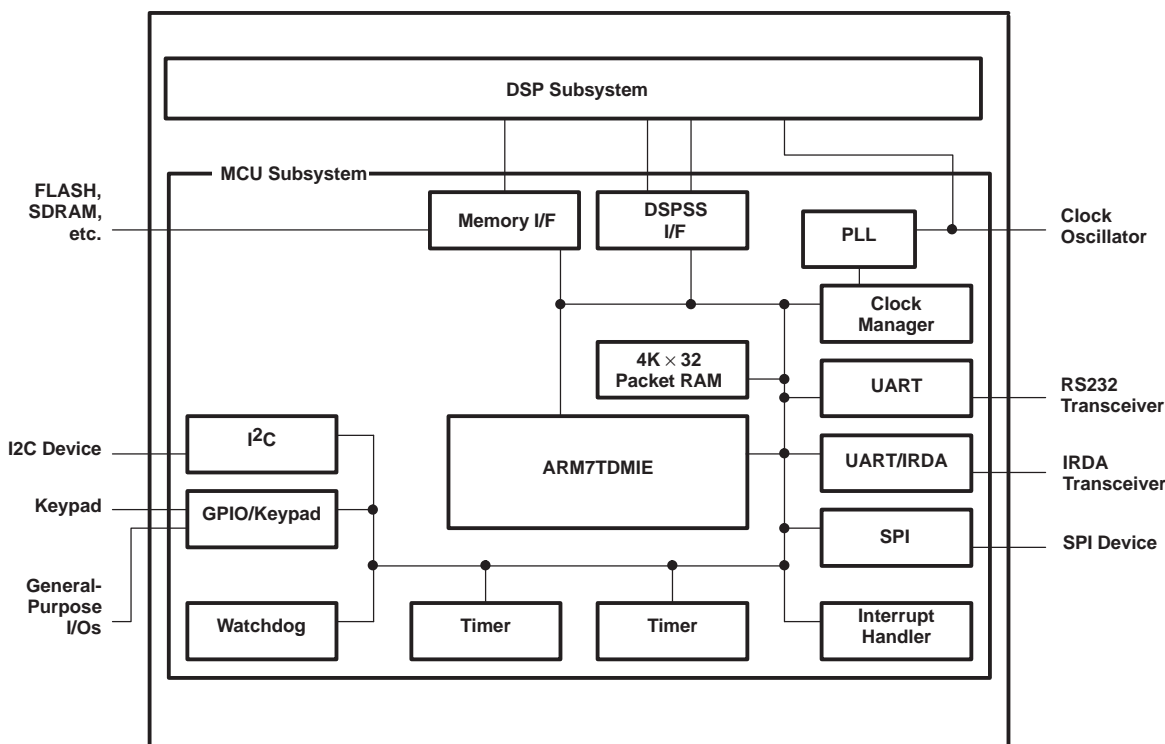 DSP Subsystem
MCU Subsystem
FLASH,
SDRAM,
etc.
Memory I/F
DSPSS
I/F
PLL
Clock
Oscillator
Clock
Manager
4K × 32
Packet RAM
UART
RS232
Transceiver
I2C Device
I²C
ARM7TDMIE
UART/IRDA
IRDA
Transceiver
Keypad
GPIO/Keypad
SPI
SPI Device
General-
Purpose
I/Os
Watchdog
Timer
Timer
Interrupt
Handler